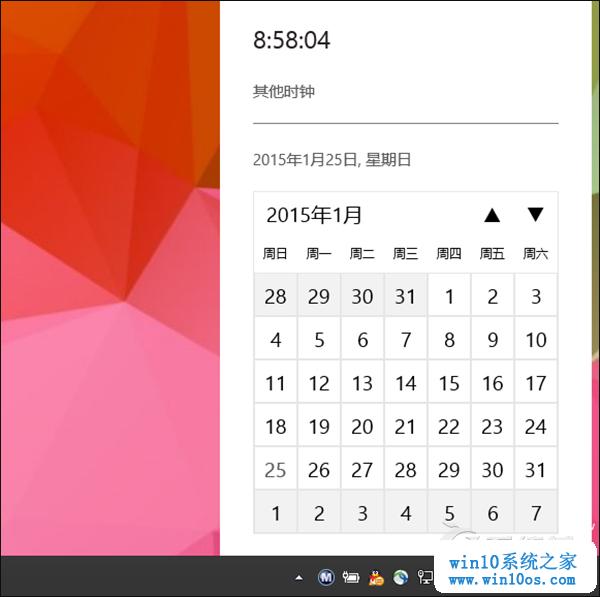 8:58:04
其他时钟
2015年1月25日, 星期日
2015年1月 ▲ ▼
周日 周一 周二 周三 周四 周五 周六
28 29 30 31 1 2 3
4 5 6 7 8 9 10
11 12 13 14 15 16 17
18 19 20 21 22 23 24
25 26 27 28 29 30 31
1 2 3 4 5 6 7
M
win10系统之家
www.win10os.com